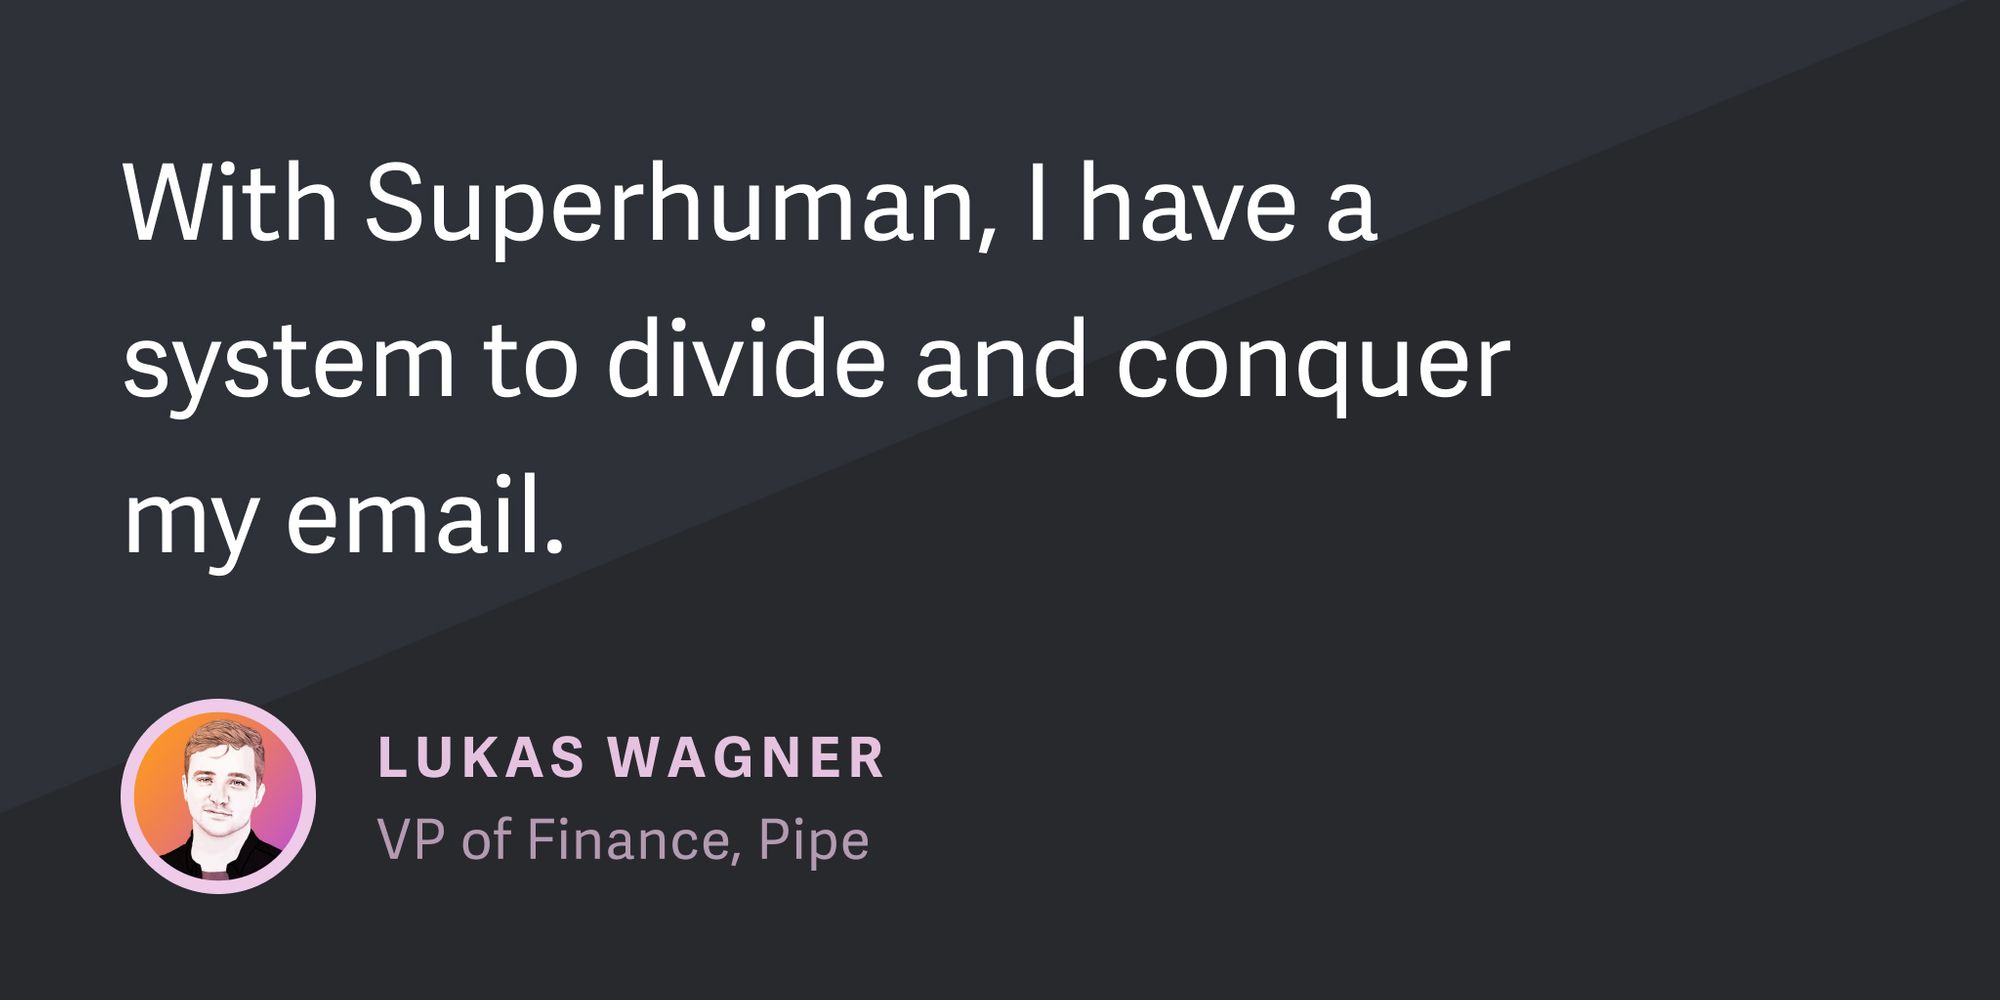 With Superhuman, I have a
system to divide and conquer
my email.
LUKAS WAGNER
VP of Finance, Pipe